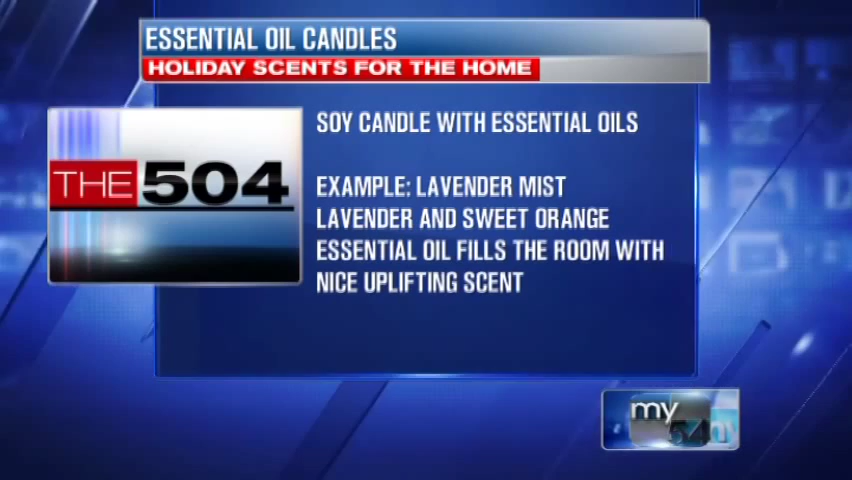 ESSENTIAL OIL CANDLES
HOLIDAY SCENTS FOR THE HOME
THE 504
SOY CANDLE WITH ESSENTIAL OILS
EXAMPLE: LAVENDER MIST
LAVENDER AND SWEET ORANGE
ESSENTIAL OIL FILLS THE ROOM WITH
NICE UPLIFTING SCENT
my